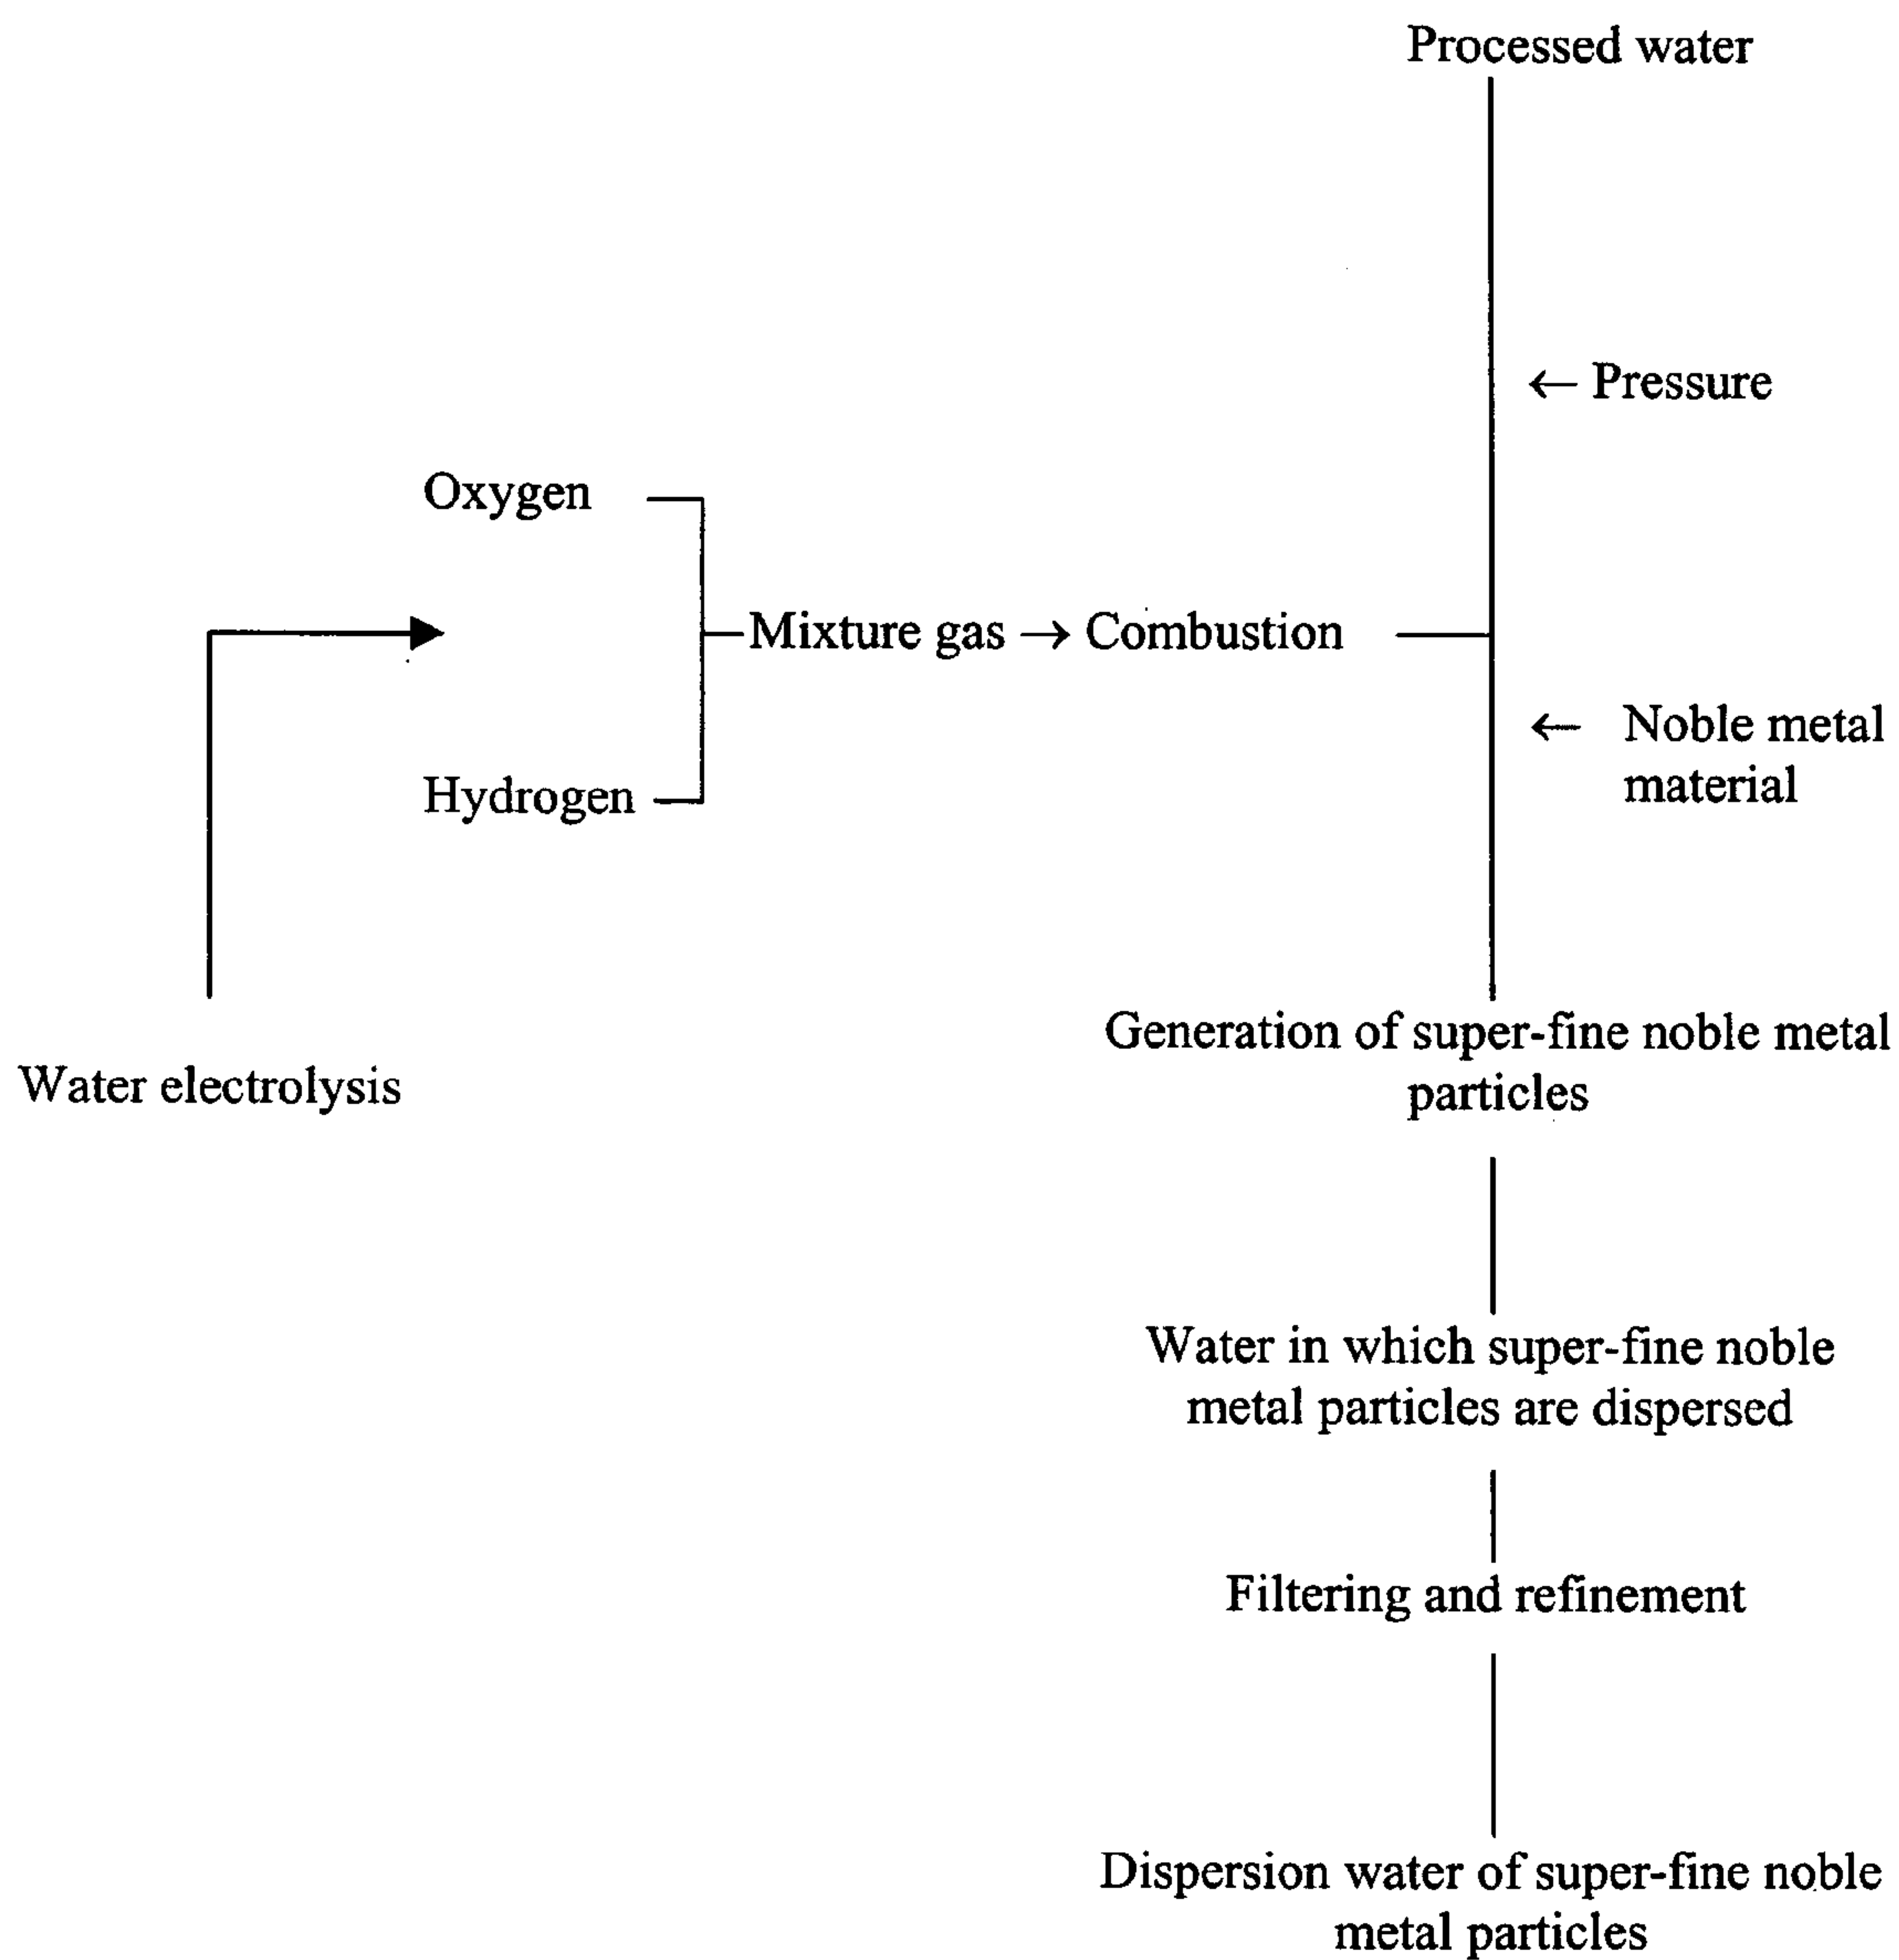 Processed water
← Pressure
Oxygen
Mixture gas → Combustion
← Noble metal
material
Hydrogen
Generation of super-fine noble metal
particles
Water electrolysis
Water in which super-fine noble
metal particles are dispersed
Filtering and refinement
Dispersion water of super-fine noble
metal particles